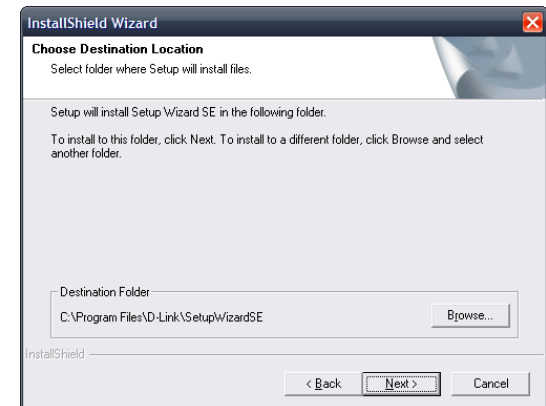 InstallShield Wizard
Choose Destination Location
Select folder where Setup will install files.
Setup will install Setup Wizard SE in the following folder.
To install to this folder, click Next. To install to a different folder, click Browse and select
another folder.
Destination Folder
C:\Program Files\D-Link\SetupWizardSE
Browse...
InstallShield
< Back
Next >
Cancel